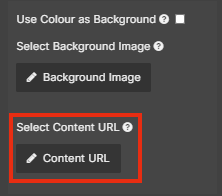 Use Colour as Background
Select Background Image
Background Image
Select Content URL
Content URL